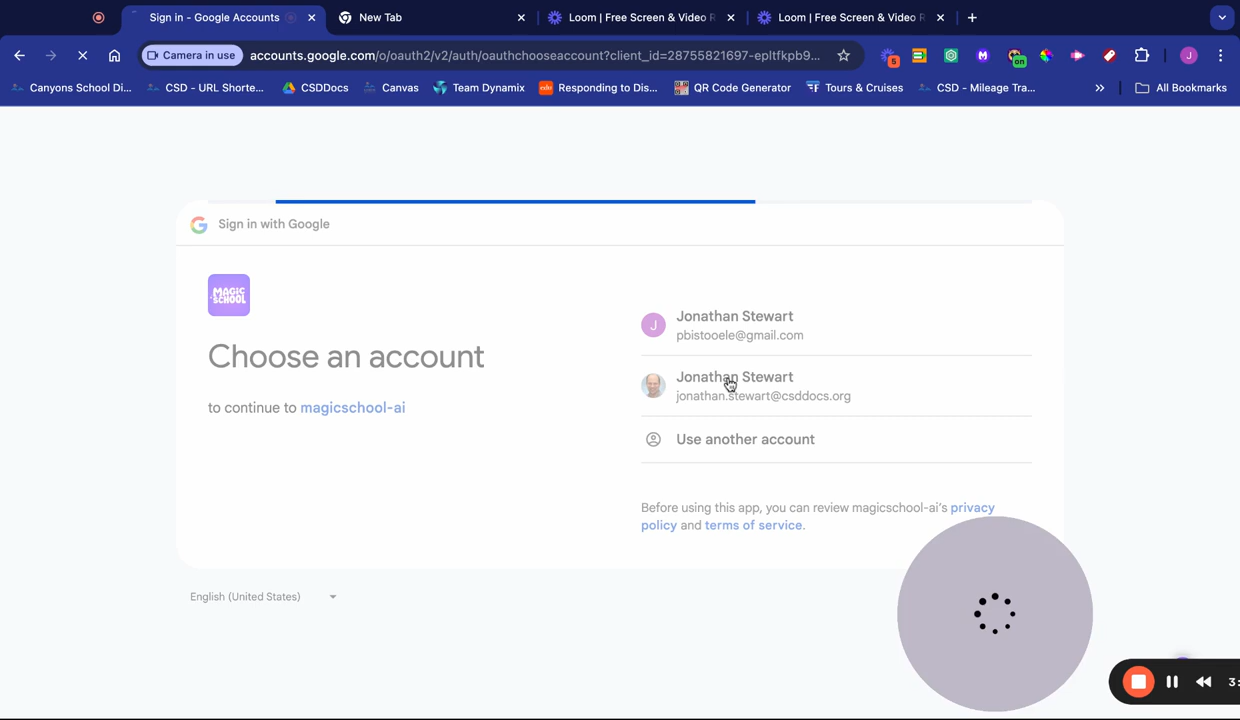 Sign in - Google Accounts
New Tab
Loom | Free Screen & Video R
Loom | Free Screen & Video R
Camera in use
accounts.google.com/o/oauth2/v2/auth/oauthchooseaccount?client_id=28755821697-epltfkpb9...
5
M
on
J
Canyons School Di...
CSD - URL Shorte...
CSDDocs
Canvas
Team Dynamix
Responding to Dis...
QR Code Generator
Tours & Cruises
CSD - Mileage Tra...
»
All Bookmarks
Sign in with Google
MAGIC
SCHOOL
Choose an account
to continue to magicschool-ai
J
Jonathan Stewart
pbistooele@gmail.com
Jonathan Stewart
jonathan.stewart@csddocs.org
Use another account
Before using this app, you can review magicschool-ai's privacy
policy and terms of service.
English (United States)
3: